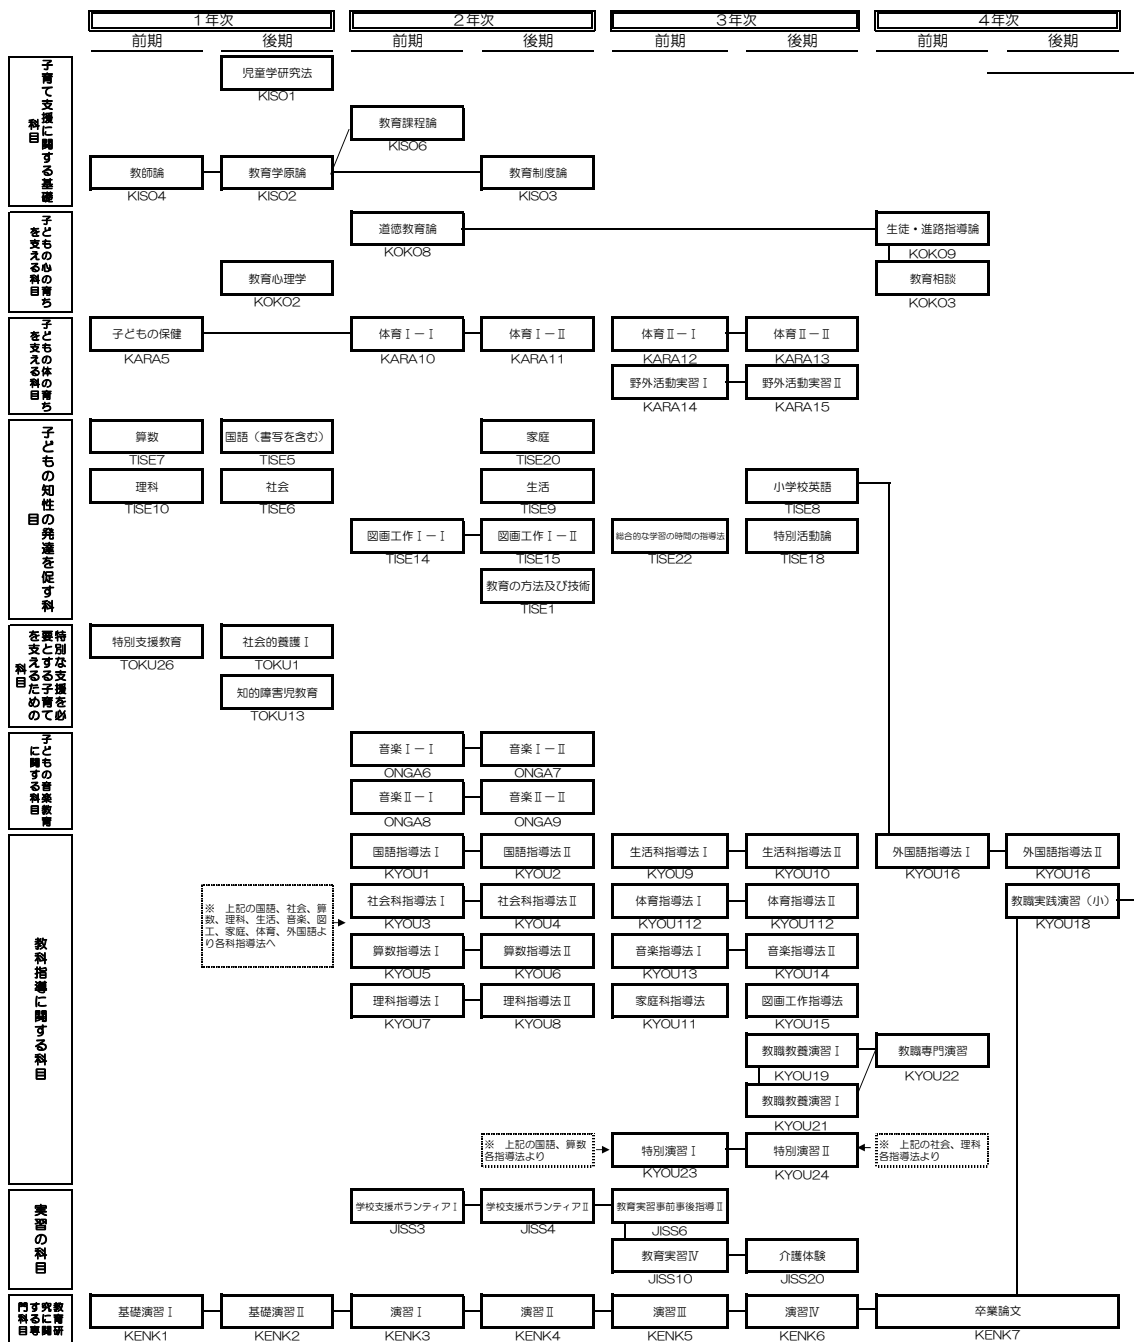 1年次
2年次
3年次
4年次
前期
後期
前期
後期
前期
後期
前期
後期
子育て支援に関する基礎
科目
児童学研究法
KISO1
教育課程論
KISO6
教師論
KISO4
教育学原論
KISO2
教育制度論
KISO3
子どもの心の育ち
を支える科目
道徳教育論
KOKO8
生徒・進路指導論
KOKO9
教育心理学
KOKO2
教育相談
KOKO3
子どもの体の育ち
を支える科目
子どもの保健
KARA5
体育Ⅰ－Ⅰ
KARA10
体育Ⅰ－Ⅱ
KARA11
体育Ⅱ－Ⅰ
KARA12
体育Ⅱ－Ⅱ
KARA13
野外活動実習Ⅰ
KARA14
野外活動実習Ⅱ
KARA15
子どもの知性の発達を促す科
目
算数
TISE7
国語（書写を含む）
TISE5
家庭
TISE20
理科
TISE10
社会
TISE6
生活
TISE9
小学校英語
TISE8
図画工作Ⅰ－Ⅰ
TISE14
図画工作Ⅰ－Ⅱ
TISE15
総合的な学習の時間の指導法
TISE22
特別活動論
TISE18
教育の方法及び技術
TISE1
特別な支援を必
要とする子育て
を支えるための
科目
特別支援教育
TOKU26
社会的養護Ⅰ
TOKU1
知的障害児教育
TOKU13
子どもの音楽教育
に関する科目
音楽Ⅰ－Ⅰ
ONGA6
音楽Ⅰ－Ⅱ
ONGA7
音楽Ⅱ－Ⅰ
ONGA8
音楽Ⅱ－Ⅱ
ONGA9
教科指導に関する科目
国語指導法Ⅰ
KYOU1
国語指導法Ⅱ
KYOU2
生活科指導法Ⅰ
KYOU9
生活科指導法Ⅱ
KYOU10
外国語指導法Ⅰ
KYOU16
外国語指導法Ⅱ
KYOU16
※　上記の国語、社会、算
数、理科、生活、音楽、図
工、家庭、体育、外国語よ
り各科指導法へ
社会科指導法Ⅰ
KYOU3
社会科指導法Ⅱ
KYOU4
体育指導法Ⅰ
KYOU112
体育指導法Ⅱ
KYOU112
教職実践演習（小）
KYOU18
算数指導法Ⅰ
KYOU5
算数指導法Ⅱ
KYOU6
音楽指導法Ⅰ
KYOU13
音楽指導法Ⅱ
KYOU14
理科指導法Ⅰ
KYOU7
理科指導法Ⅱ
KYOU8
家庭科指導法
KYOU11
図画工作指導法
KYOU15
教職教養演習Ⅰ
KYOU19
教職専門演習
KYOU22
教職教養演習Ⅰ
KYOU21
※　上記の国語、算数
各指導法より
特別演習Ⅰ
KYOU23
特別演習Ⅱ
KYOU24
※　上記の社会、理科
各指導法より
実習の科目
学校支援ボランティアⅠ
JISS3
学校支援ボランティアⅡ
JISS4
教育実習事前事後指導Ⅱ
JISS6
教育実習Ⅳ
JISS10
介護体験
JISS20
教育研
究に関
する専
門科目
基礎演習Ⅰ
KENK1
基礎演習Ⅱ
KENK2
演習Ⅰ
KENK3
演習Ⅱ
KENK4
演習Ⅲ
KENK5
演習Ⅳ
KENK6
卒業論文
KENK7